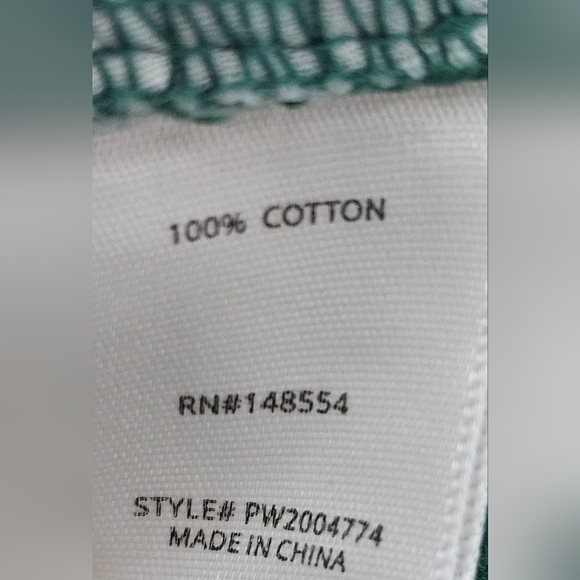 100% COTTON
RN#148554
STYLE# PW2004774
MADE IN CHINA